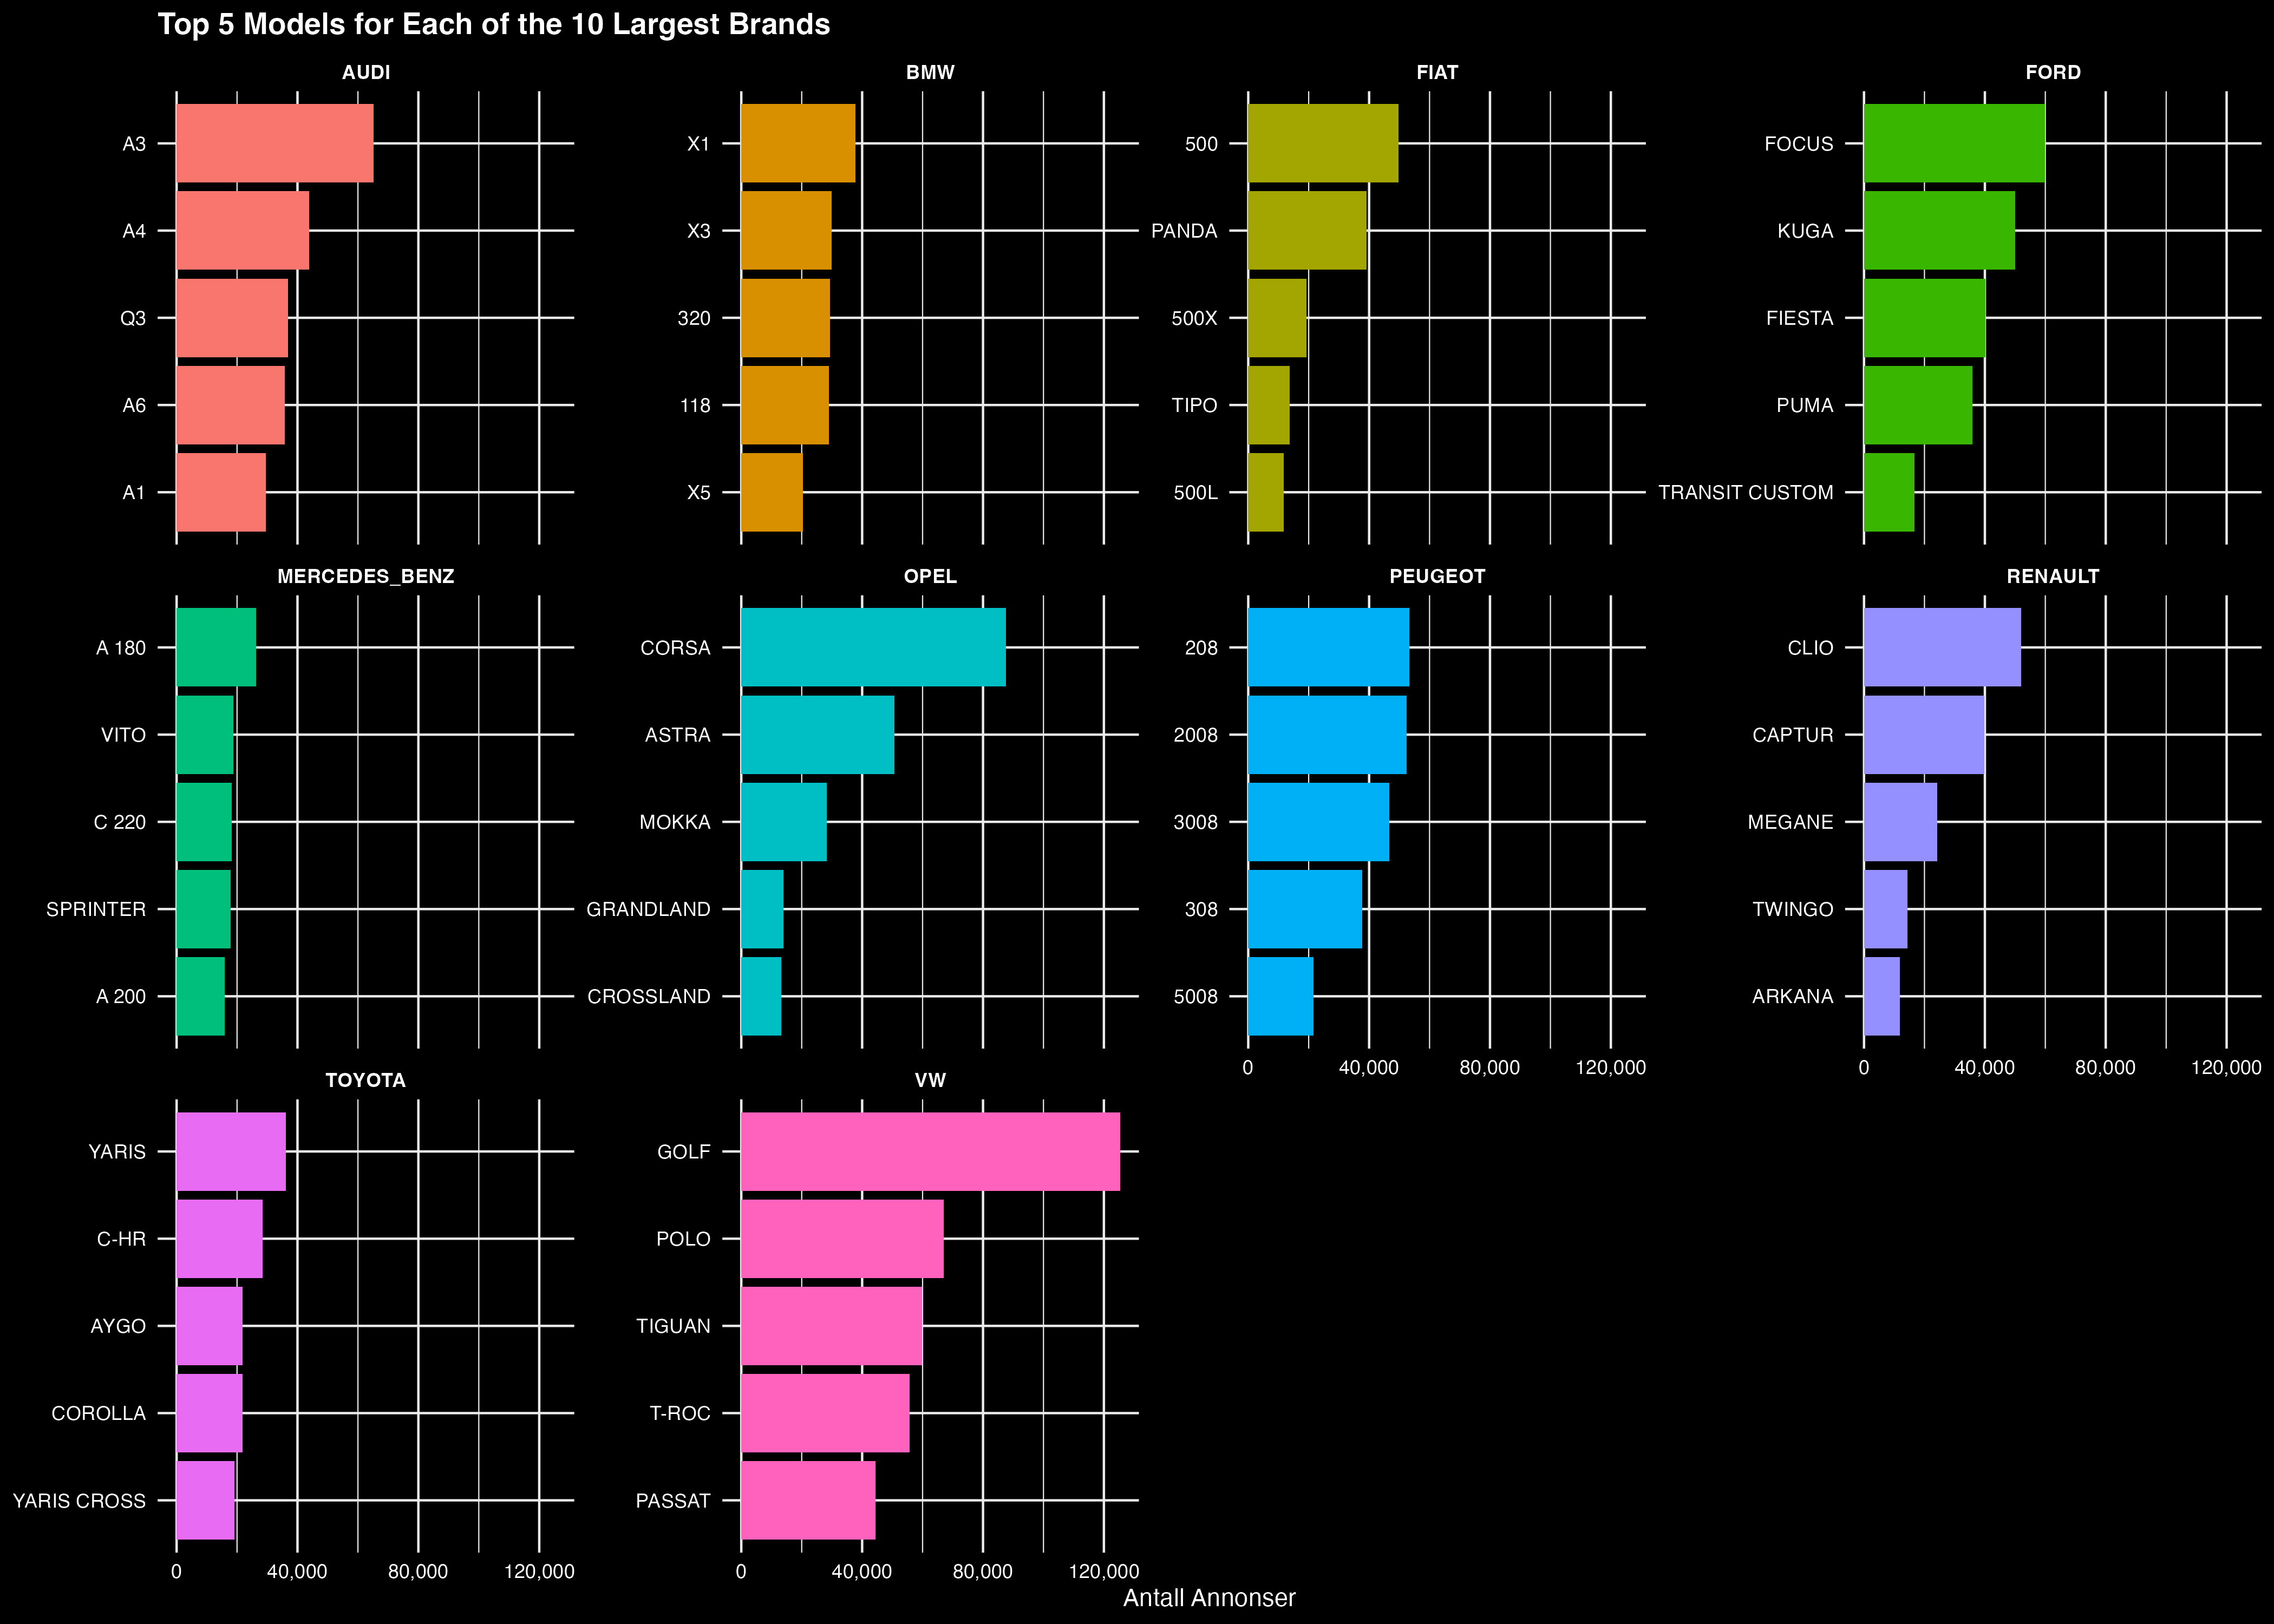 Top 5 Models for Each of the 10 Largest Brands
AUDI
A3
A4
Q3
A6
A1
BMW
X1
X3
320
118
X5
FIAT
500
PANDA
500X
TIPO
500L
FORD
FOCUS
KUGA
FIESTA
PUMA
TRANSIT CUSTOM
MERCEDES_BENZ
A 180
VITO
C 220
SPRINTER
A 200
OPEL
CORSA
ASTRA
MOKKA
GRANDLAND
CROSSLAND
PEUGEOT
208
2008
3008
308
5008
0 40,000 80,000 120,000
RENAULT
CLIO
CAPTUR
MEGANE
TWINGO
ARKANA
0 40,000 80,000 120,000
TOYOTA
YARIS
C-HR
AYGO
COROLLA
YARIS CROSS
0 40,000 80,000 120,000
VW
GOLF
POLO
TIGUAN
T-ROC
PASSAT
0 40,000 80,000 120,000
Antall Annonser